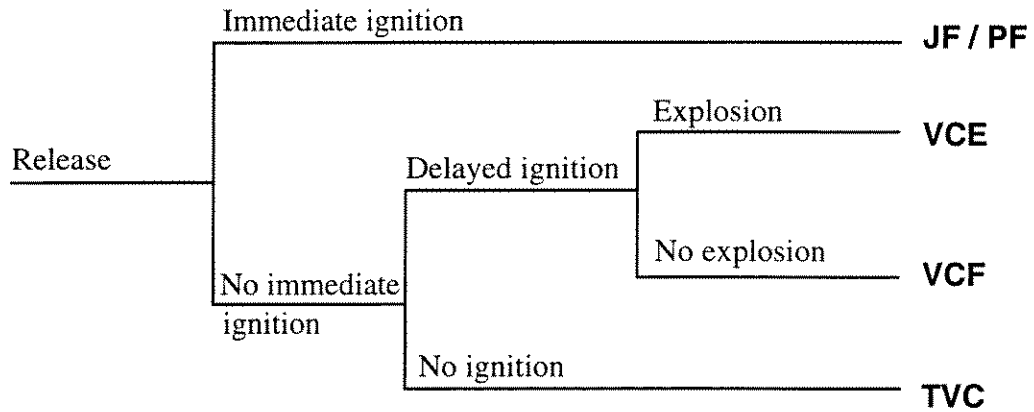 Immediate ignition
JF / PF
Explosion
VCE
Release
Delayed ignition
No explosion
VCF
No immediate
ignition
No ignition
TVC